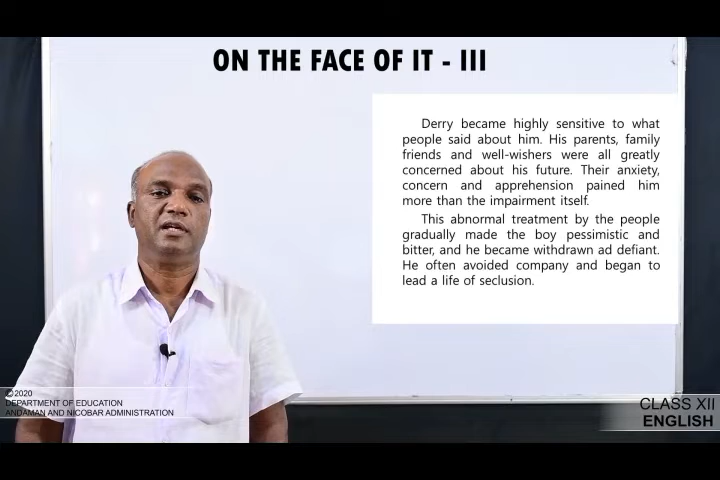 ON THE FACE OF IT - III
Derry became highly sensitive to what
people said about him. His parents, family
friends and well-wishers were all greatly
concerned about his future. Their anxiety,
concern and apprehension pained him
more than the impairment itself.
This abnormal treatment by the people
gradually made the boy pessimistic and
bitter, and he became withdrawn ad defiant.
He often avoided company and began to
lead a life of seclusion.
©2020
DEPARTMENT OF EDUCATION
ANDAMAN AND NICOBAR ADMINISTRATION
CLASS XII
ENGLISH